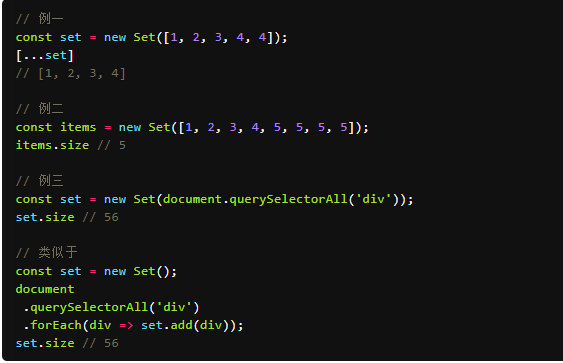 // 例一
const set = new Set([1, 2, 3, 4, 4]);
[...set]
// [1, 2, 3, 4]
// 例二
const items = new Set([1, 2, 3, 4, 5, 5, 5, 5]);
items.size // 5
// 例三
const set = new Set(document.querySelectorAll('div'));
set.size // 56
// 类似于
const set = new Set();
document
.querySelectorAll('div')
.forEach(div => set.add(div));
set.size // 56